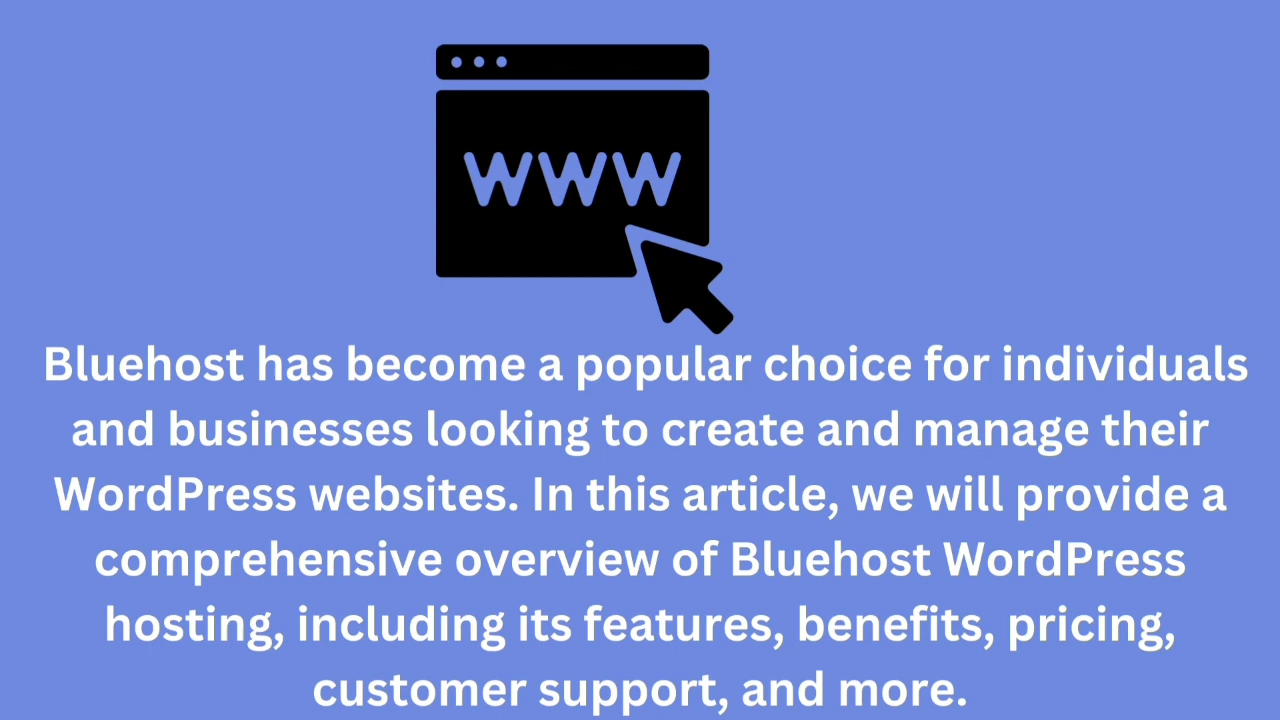 www
Bluehost has become a popular choice for individuals
and businesses looking to create and manage their
WordPress websites. In this article, we will provide a
comprehensive overview of Bluehost WordPress
hosting, including its features, benefits, pricing,
customer support, and more.